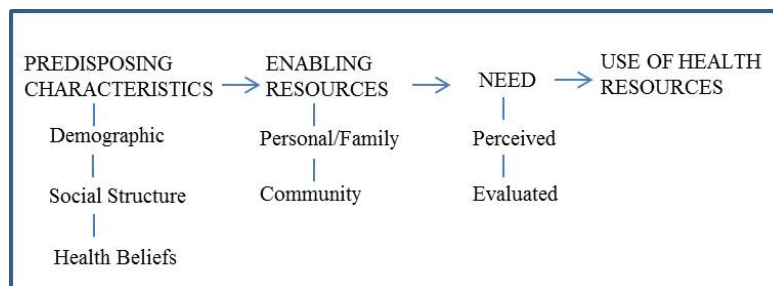 PREDISPOSING
CHARACTERISTICS
Demographic
Social Structure
Health Beliefs
ENABLING
RESOURCES
Personal/Family
Community
NEED
Perceived
Evaluated
USE OF HEALTH
RESOURCES